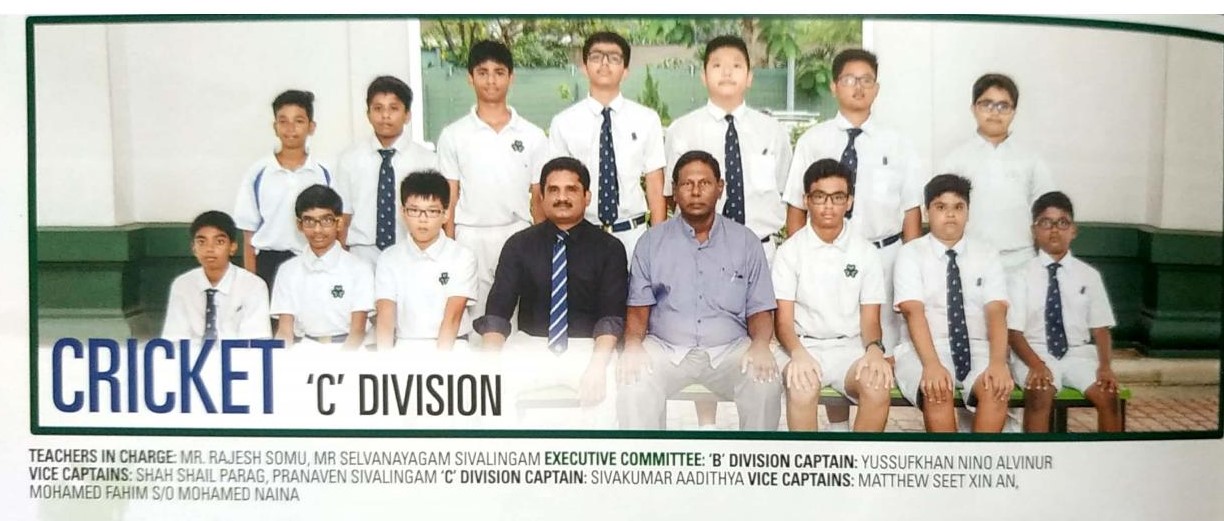 CRICKET 'C' DIVISION
TEACHERS IN CHARGE: MR. RAJESH SOMU, MR SELVANAYAGAM SIVALINGAM EXECUTIVE COMMITTEE: 'B' DIVISION CAPTAIN: YUSSUFKHAN NINO ALVINUR
VICE CAPTAINS: SHAH SHAIL PARAG, PRANAVEN SIVALINGAM 'C' DIVISION CAPTAIN: SIVAKUMAR AADITHYA VICE CAPTAINS: MATTHEW SEET XIN AN,
MOHAMED FAHIM S/O MOHAMED NAINA